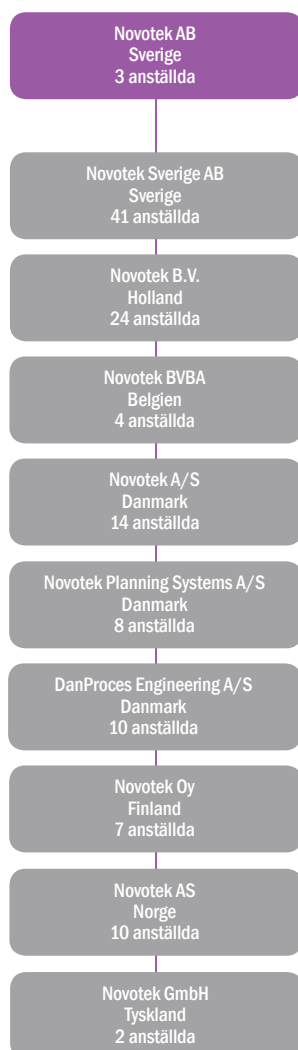 Novotek AB
Sverige
3 anställda
Novotek Sverige AB
Sverige
41 anställda
Novotek B.V.
Holland
24 anställda
Novotek BVBA
Belgien
4 anställda
Novotek A/S
Danmark
14 anställda
Novotek Planning Systems A/S
Danmark
8 anställda
DanProces Engineering A/S
Danmark
10 anställda
Novotek Oy
Finland
7 anställda
Novotek AS
Norge
10 anställda
Novotek GmbH
Tyskland
2 anställda